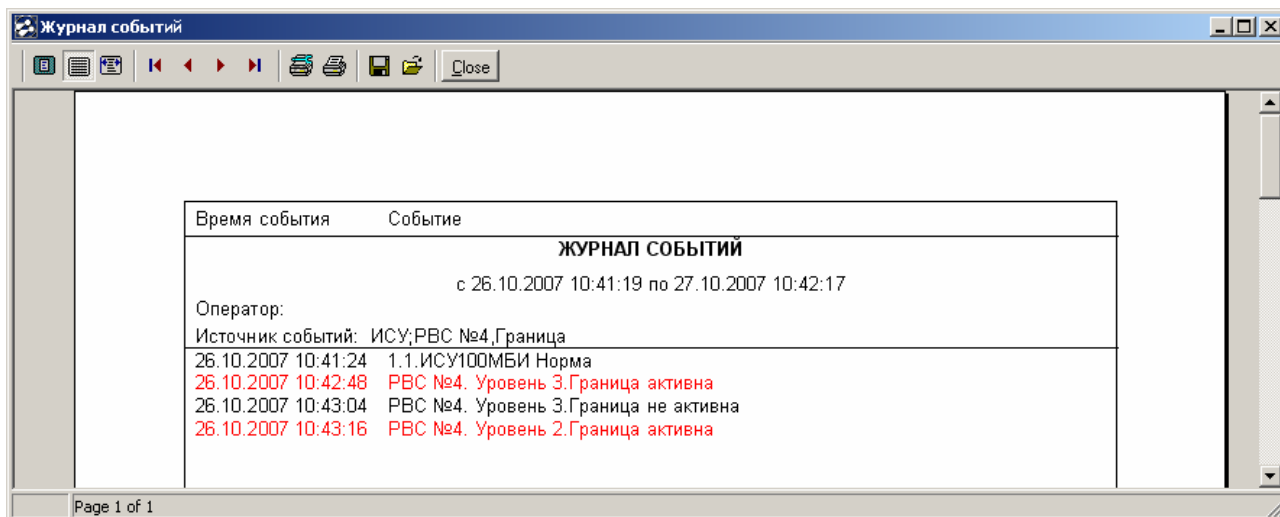 Журнал событий
Close
Время события Событие
ЖУРНАЛ СОБЫТИЙ
с 26.10.2007 10:41:19 по 27.10.2007 10:42:17
Оператор:
Источник событий: ИСУ;РВС №4,Граница
26.10.2007 10:41:24 1.1.ИСУ100МБИ Норма
26.10.2007 10:42:48 РВС №4. Уровень 3.Граница активна
26.10.2007 10:43:04 РВС №4. Уровень 3.Граница не активна
26.10.2007 10:43:16 РВС №4. Уровень 2.Граница активна
Page 1 of 1